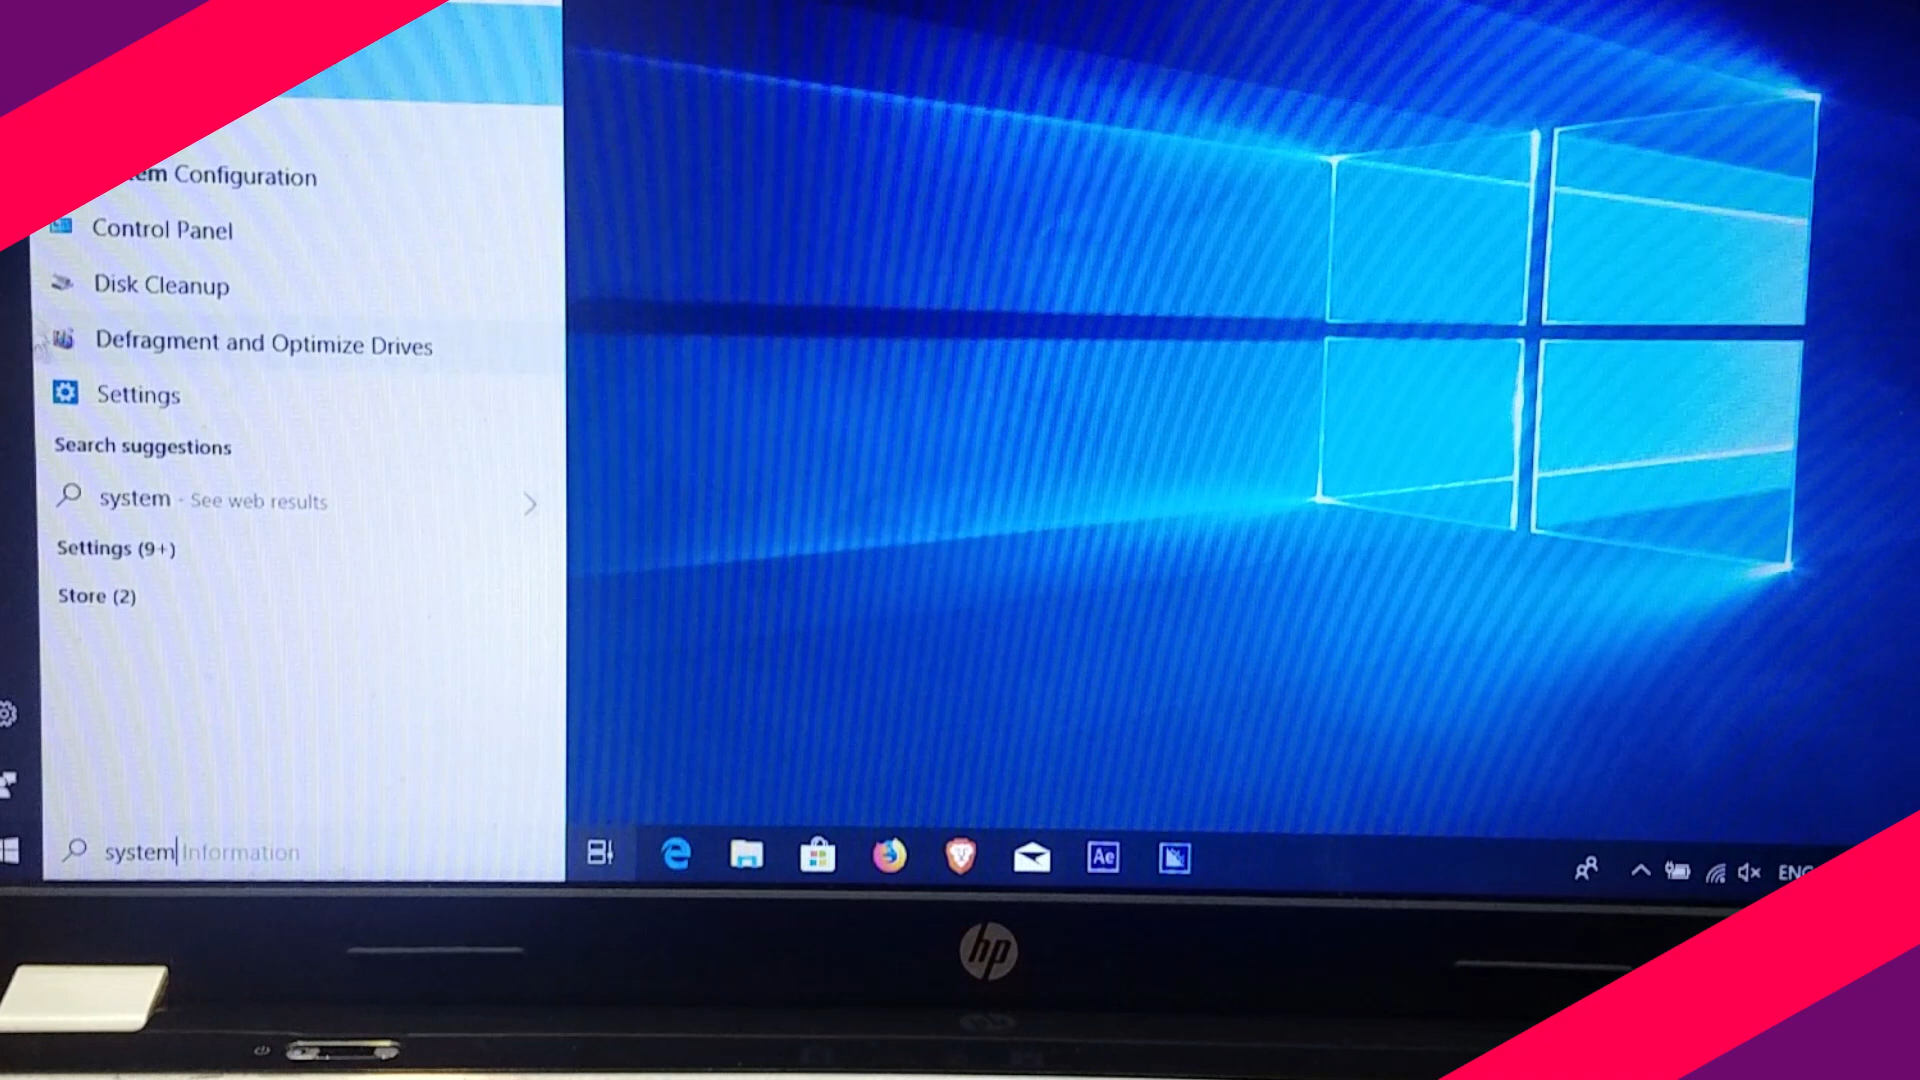 em Configuration
Control Panel
Disk Cleanup
Defragment and Optimize Drives
Settings
Search suggestions
system - See web results
Settings (9+)
Store (2)
system Information
Ae
ENG
hp